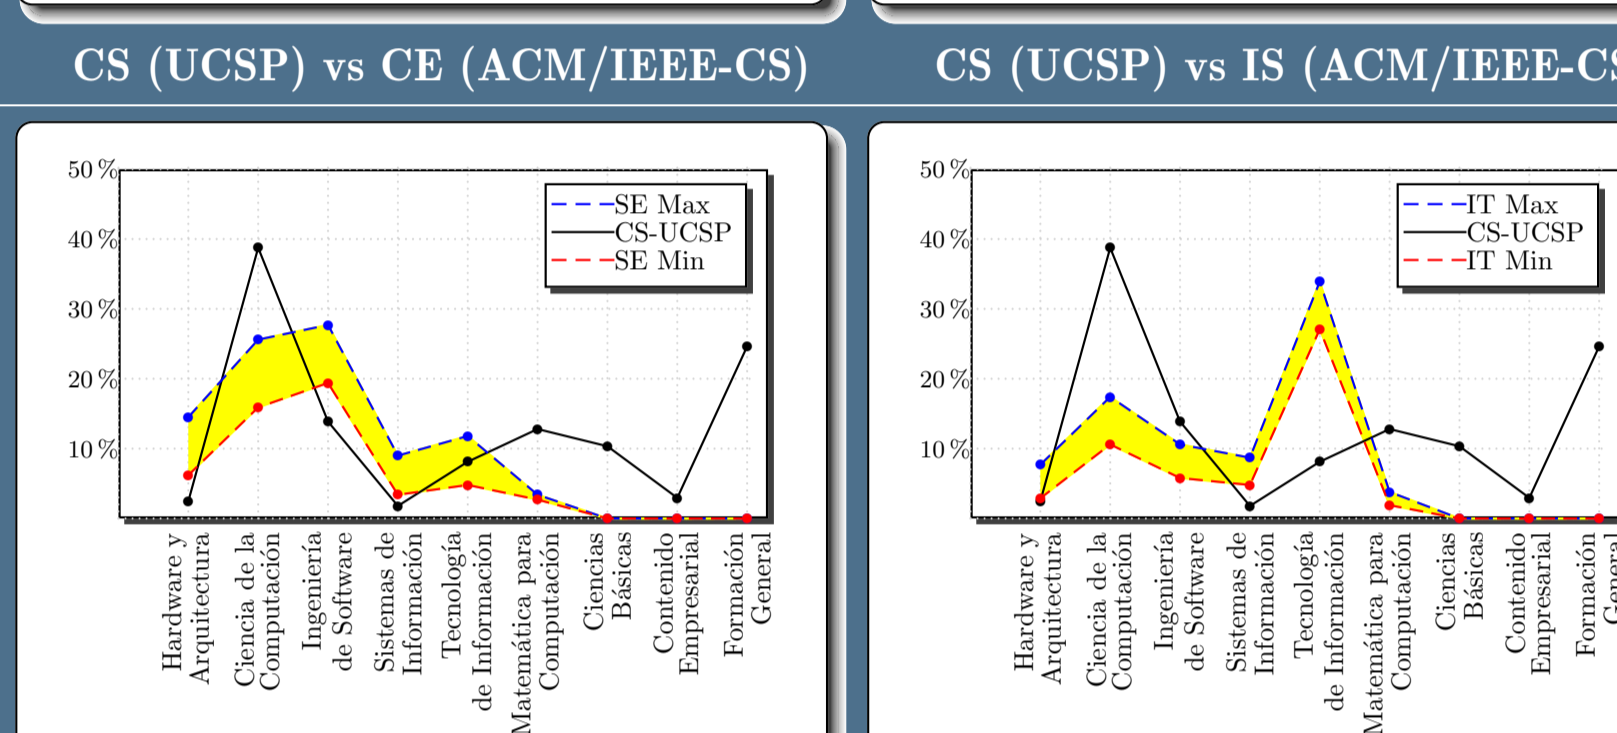 CS (UCSP) vs CE (ACM/IEEE-CS)
50 %
40 %
30 %
20 %
10 %
SE Max
CS-UCSP
SE Min
Hardware y
Arquitectura
Ciencia de la
Computación
Ingeniería
de Software
Sistemas de
Información
Tecnología
de Información
Matemática para
Computación
Ciencias
Básicas
Contenido
Empresarial
Formación
General
CS (UCSP) vs IS (ACM/IEEE-CS
50 %
40 %
30 %
20 %
10 %
IT Max
CS-UCSP
IT Min
Hardware y
Arquitectura
Ciencia de la
Computación
Ingeniería
de Software
Sistemas de
Información
Tecnología
de Información
Matemática para
Computación
Ciencias
Básicas
Contenido
Empresarial
Formación
General